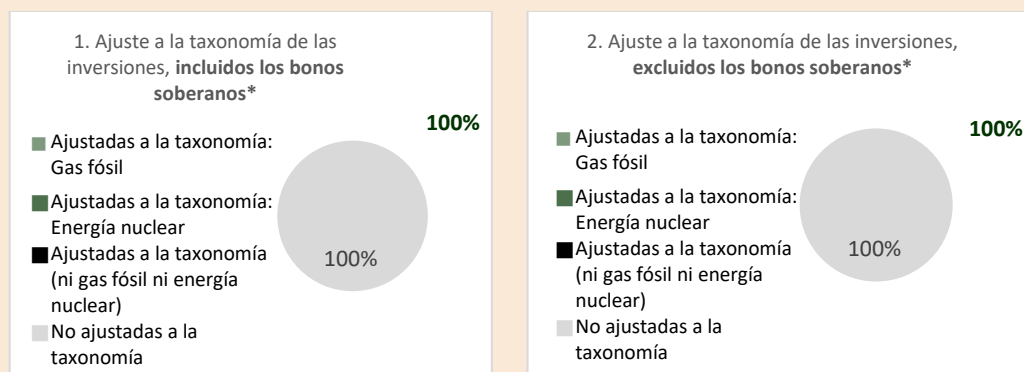 1. Ajuste a la taxonomía de las
inversiones, incluidos los bonos
soberanos*
100%
Ajustadas a la taxonomía:
Gas fósil
Ajustadas a la taxonomía:
Energía nuclear
Ajustadas a la taxonomía
(ni gas fósil ni energía
nuclear)
No ajustadas a la
taxonomía
100%
2. Ajuste a la taxonomía de las inversiones,
excluidos los bonos soberanos*
100%
Ajustadas a la taxonomía:
Gas fósil
Ajustadas a la taxonomía:
Energía nuclear
Ajustadas a la taxonomía
(ni gas fósil ni energía
nuclear)
No ajustadas a la
taxonomía
100%